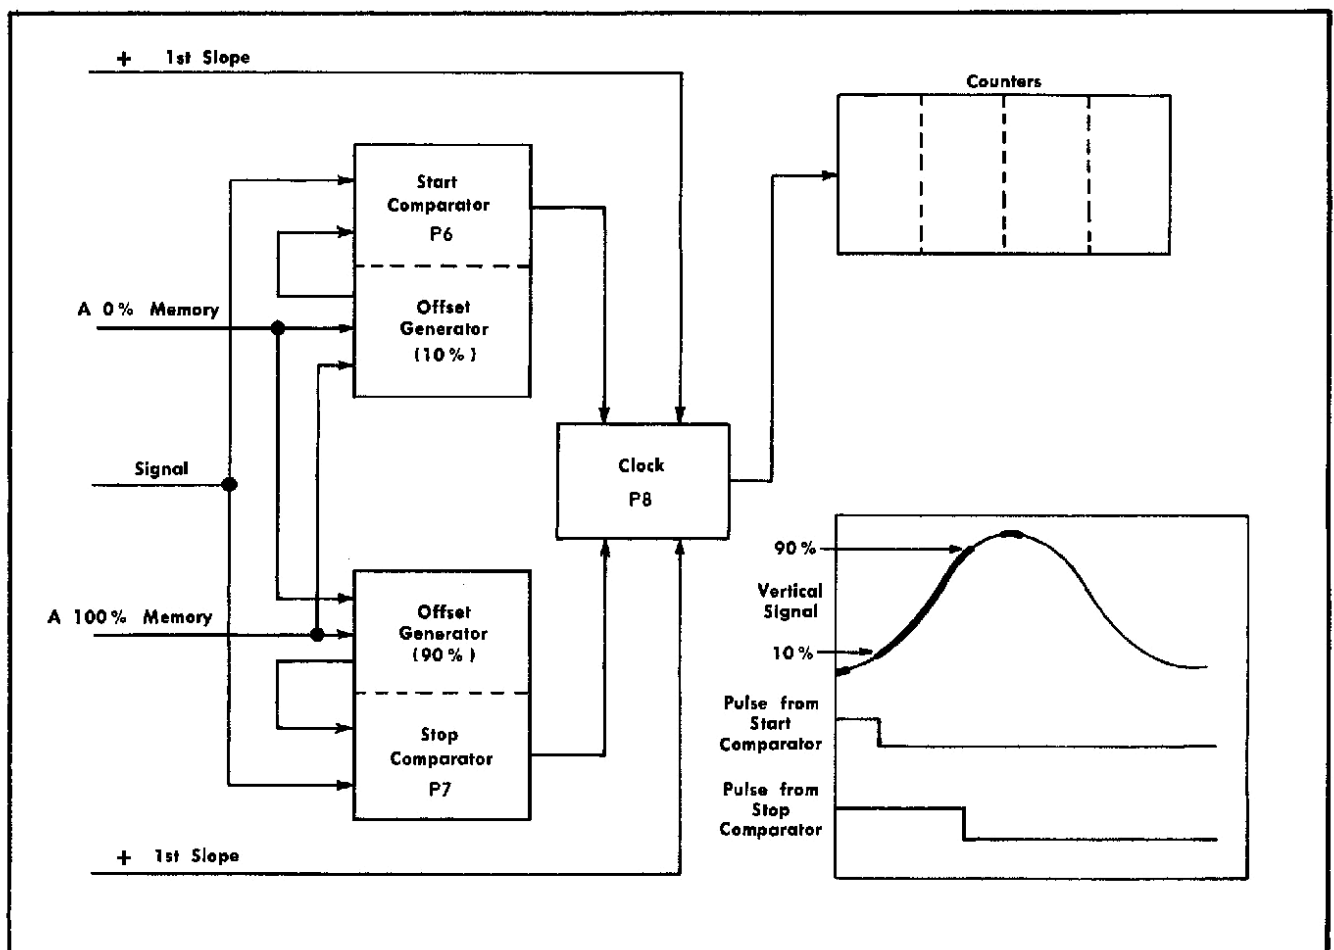 + 1st Slope
Counters
Start
Comparator
P6
A 0% Memory
Offset
Generator
(10%)
Signal
Clock
P8
A 100% Memory
Offset
Generator
(90%)
Stop
Comparator
P7
+ 1st Slope
90%
Vertical
Signal
10%
Pulse from
Start
Comparator
Pulse from
Stop
Comparator